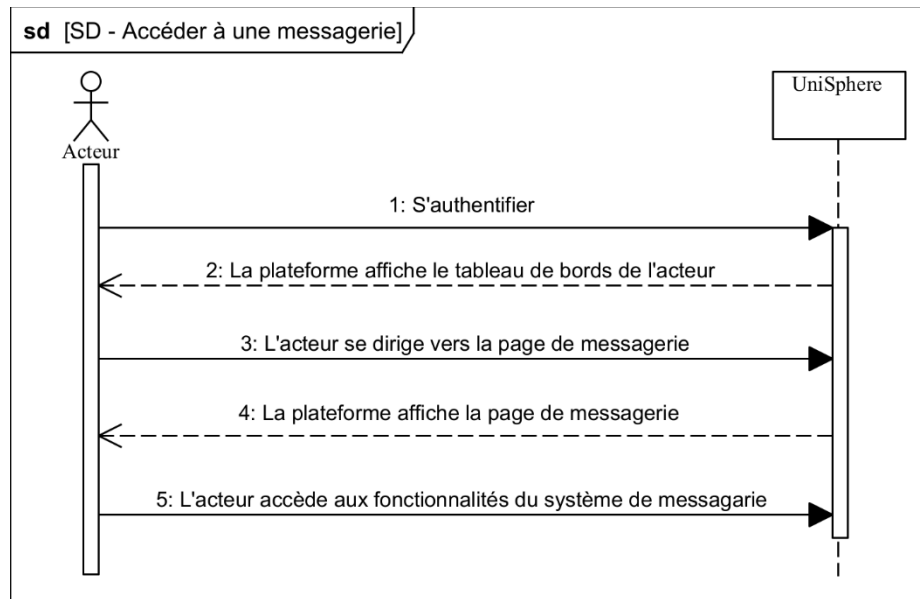 sd [SD - Accéder à une messagerie]
UniSphere
Acteur
1: S'authentifier
2: La plateforme affiche le tableau de bords de l'acteur
3: L'acteur se dirige vers la page de messagerie
4: La plateforme affiche la page de messagerie
5: L'acteur accède aux fonctionnalités du système de messagarie